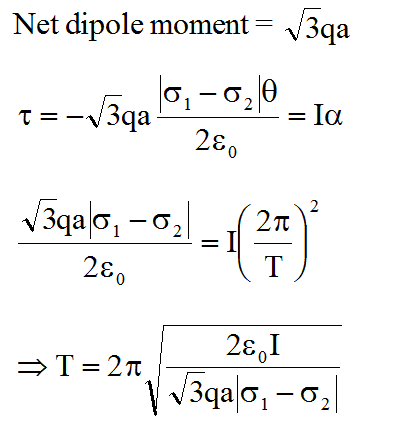 Net dipole moment = √3qa
τ = −√3qa |σ₁ − σ₂|θ / 2ε₀ = Iα
√3qa|σ₁ − σ₂| / 2ε₀ = I(2π / T)²
⇒ T = 2π√(2ε₀I / √3qa|σ₁ − σ₂|)